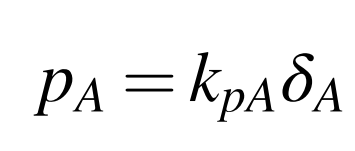 p_A = k_{pA} δ_A